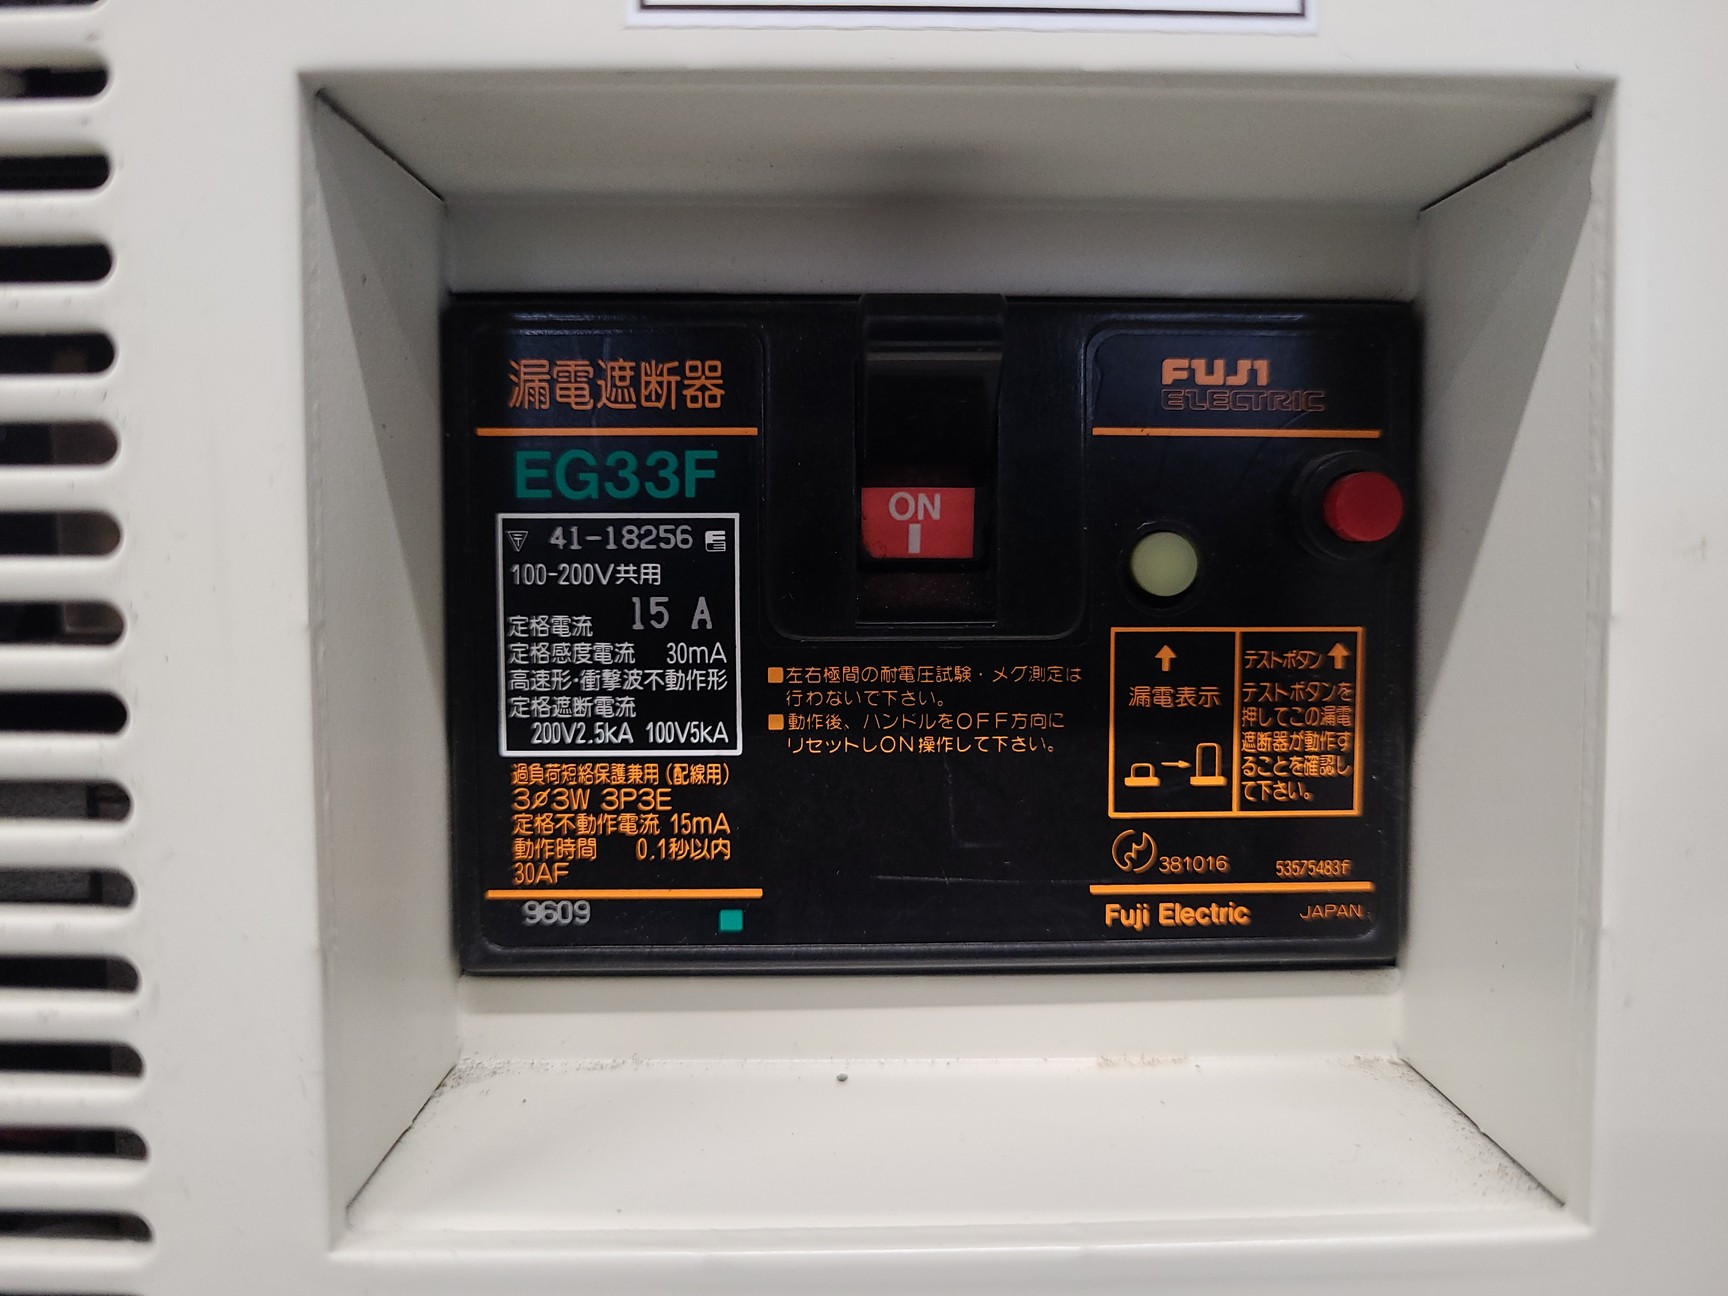 漏電遮断器
EG33F
41-18256
100-200V共用
定格電流 15 A
定格感度電流 30mA
高速形・衝撃波不動作形
定格遮断電流
200V2.5kA 100V5kA
過負荷短絡保護兼用(配線用)
3ø3W 3P3E
定格不動作電流 15mA
動作時間 0.1秒以内
30AF
9609
ON
■左右極間の耐電圧試験・メグ測定は
行わないで下さい。
■動作後、ハンドルをOFF方向に
リセットしON操作して下さい。
FUJI
ELECTRIC
↑
漏電表示
→
テストボタン↑
テストボタンを
押してこの漏電
遮断器が動作す
ることを確認し
て下さい。
381016
53575483f
Fuji Electric JAPAN